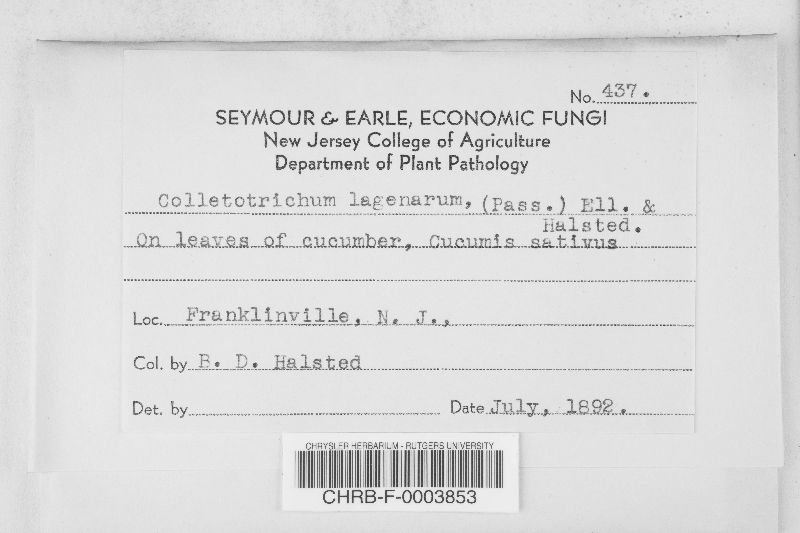 No. 437.
SEYMOUR & EARLE, ECONOMIC FUNGI
New Jersey College of Agriculture
Department of Plant Pathology
Colletotrichum lagenarum, (Pass.) Ell. &
Halsted.
On leaves of cucumber, Cucumis sativus
Loc. Franklinville, N. J.,
Col. by B. D. Halsted
Det. by
Date July, 1892.
CHRYSLER HERBARIUM - RUTGERS UNIVERSITY
CHRB-F-0003853